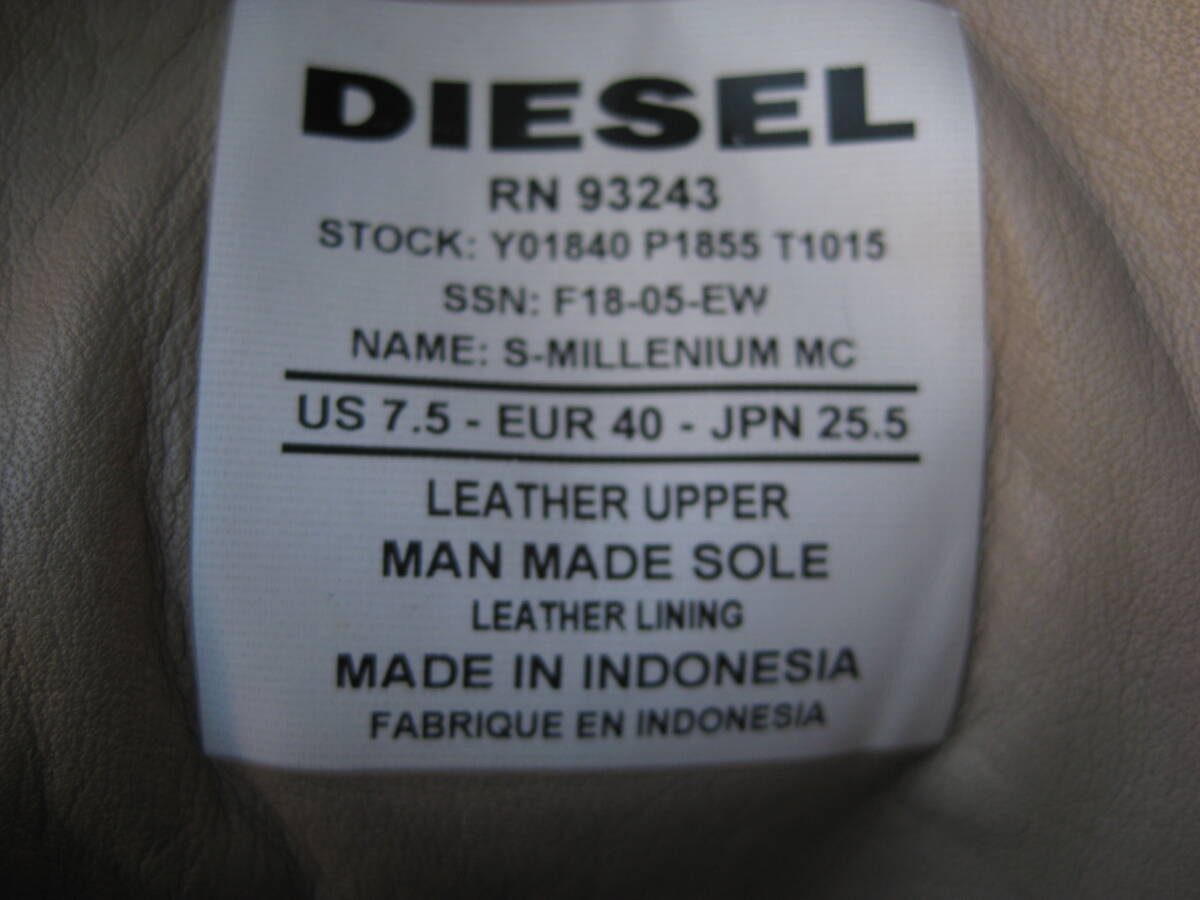 DIESEL
RN 93243
STOCK: Y01840 P1855 T1015
SSN: F18-05-EW
NAME: S-MILLENIUM MC
US 7.5 - EUR 40 - JPN 25.5
LEATHER UPPER
MAN MADE SOLE
LEATHER LINING
MADE IN INDONESIA
FABRIQUE EN INDONESIA